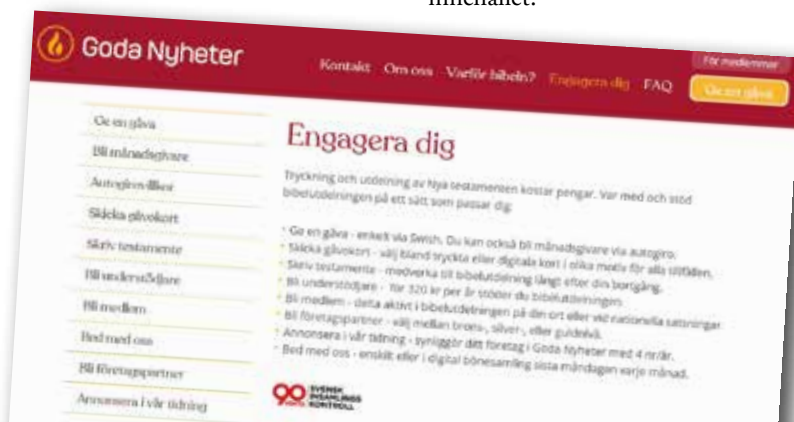 innehållet.
Goda Nyheter
Kontakt Om oss Varför bibeln? Engagera dig FAQ
För medlemmar
Ge en gåva
Ge en gåva
Bli månadsgivare
Autogirovillkor
Skicka gåvokort
Skriv testamente
Bli understödjare
Bli medlem
Bed med oss
Bli företagspartner
Annonsera i vår tidning
Engagera dig
Tryckning och utdelning av Nya testamenten kostar pengar. Var med och stöd
bibelutdelningen på ett sätt som passar dig:
Ge en gåva - enkelt via Swish. Du kan också bli månadsgivare via autogiro.
Skicka gåvokort - välj bland tryckta eller digitala kort i olika motiv för alla tillfällen.
Skriv testamente - medverka till bibelutdelning långt efter din bortgång.
Bli understödjare - för 320 kr per år stöder du bibelutdelningen.
Bli medlem - delta aktivt i bibelutdelningen på din ort eller vid nationella satsningar.
Bli företagspartner - välj mellan brons-, silver-, eller guldnivå.
Annonsera i vår tidning - synliggör ditt företag i Goda Nyheter med 4 nr/år.
Bed med oss - enskilt eller i digital bönesamling sista måndagen varje månad.
90 KONTO
SVENSK
INSAMLINGS
KONTROLL